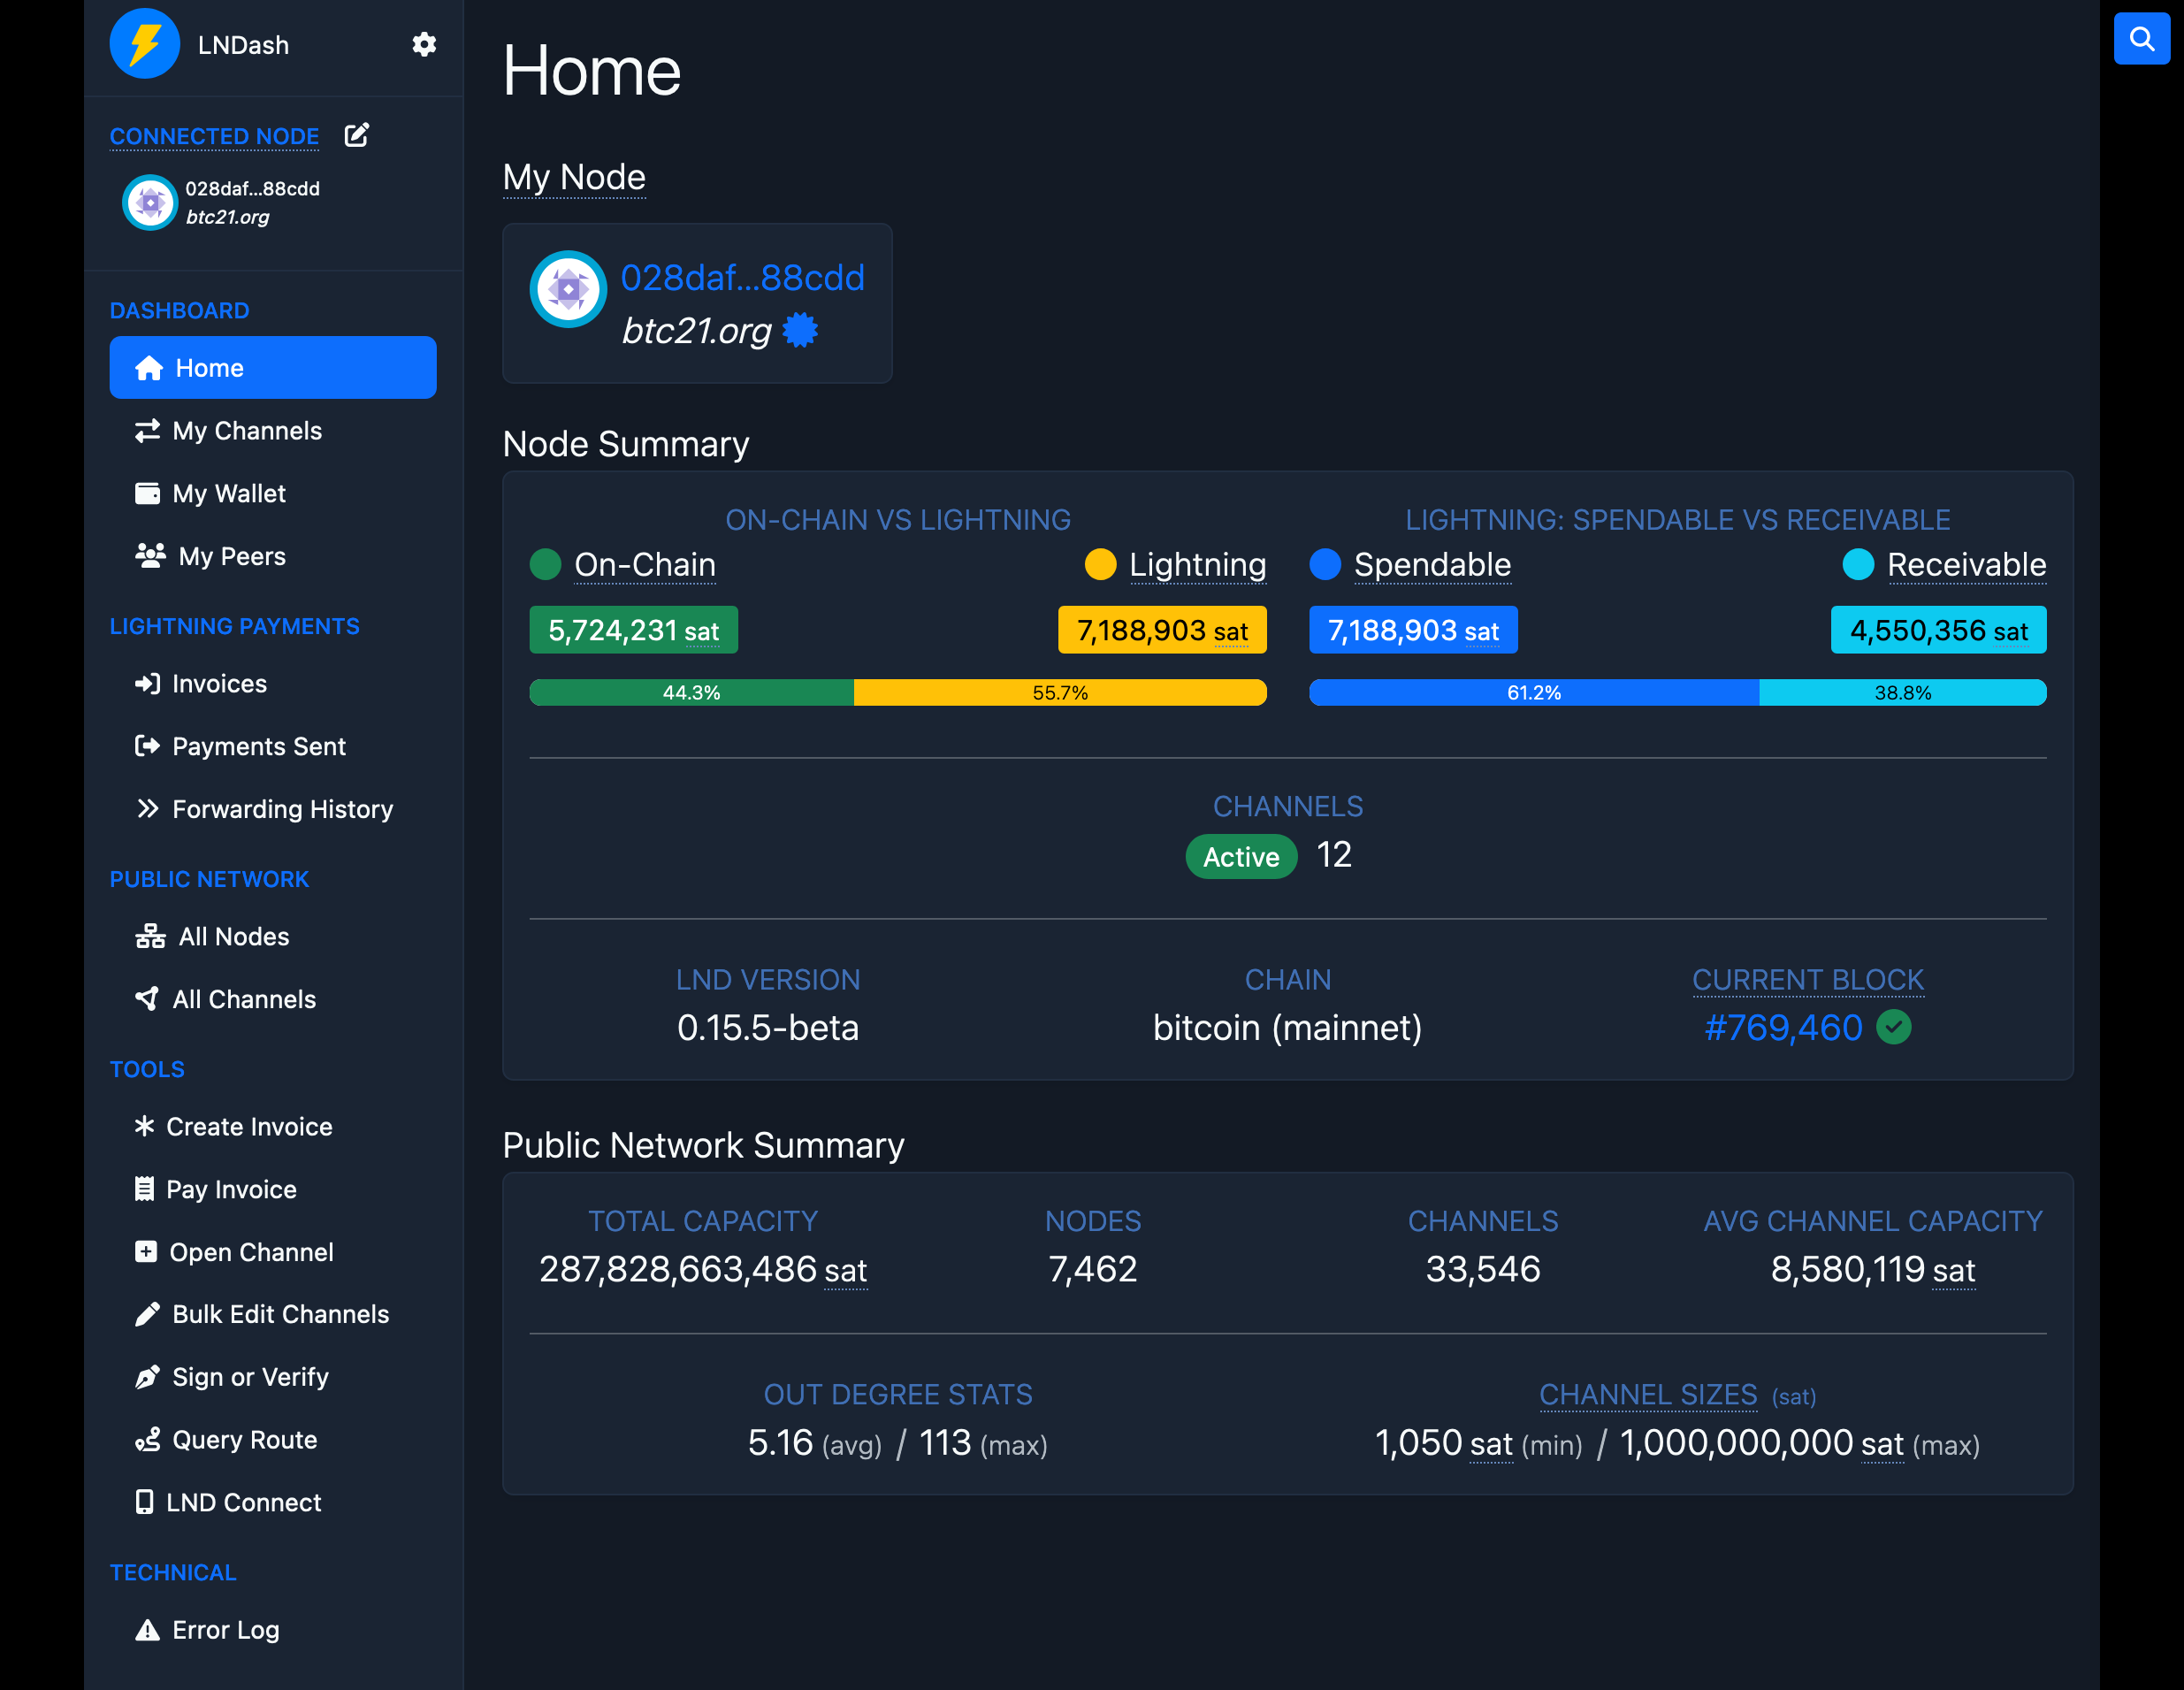 LNDash
CONNECTED NODE
028daf...88cdd
btc21.org
DASHBOARD
Home
My Channels
My Wallet
My Peers
LIGHTNING PAYMENTS
Invoices
Payments Sent
Forwarding History
PUBLIC NETWORK
All Nodes
All Channels
TOOLS
Create Invoice
Pay Invoice
Open Channel
Bulk Edit Channels
Sign or Verify
Query Route
LND Connect
TECHNICAL
Error Log
Home
My Node
028daf...88cdd
btc21.org
Node Summary
ON-CHAIN VS LIGHTNING
On-Chain Lightning
5,724,231 sat 7,188,903 sat
44.3% 55.7%
LIGHTNING: SPENDABLE VS RECEIVABLE
Spendable Receivable
7,188,903 sat 4,550,356 sat
61.2% 38.8%
CHANNELS
Active 12
LND VERSION
0.15.5-beta
CHAIN
bitcoin (mainnet)
CURRENT BLOCK
#769,460
Public Network Summary
TOTAL CAPACITY
287,828,663,486 sat
NODES
7,462
CHANNELS
33,546
AVG CHANNEL CAPACITY
8,580,119 sat
OUT DEGREE STATS
5.16 (avg) / 113 (max)
CHANNEL SIZES (sat)
1,050 sat (min) / 1,000,000,000 sat (max)